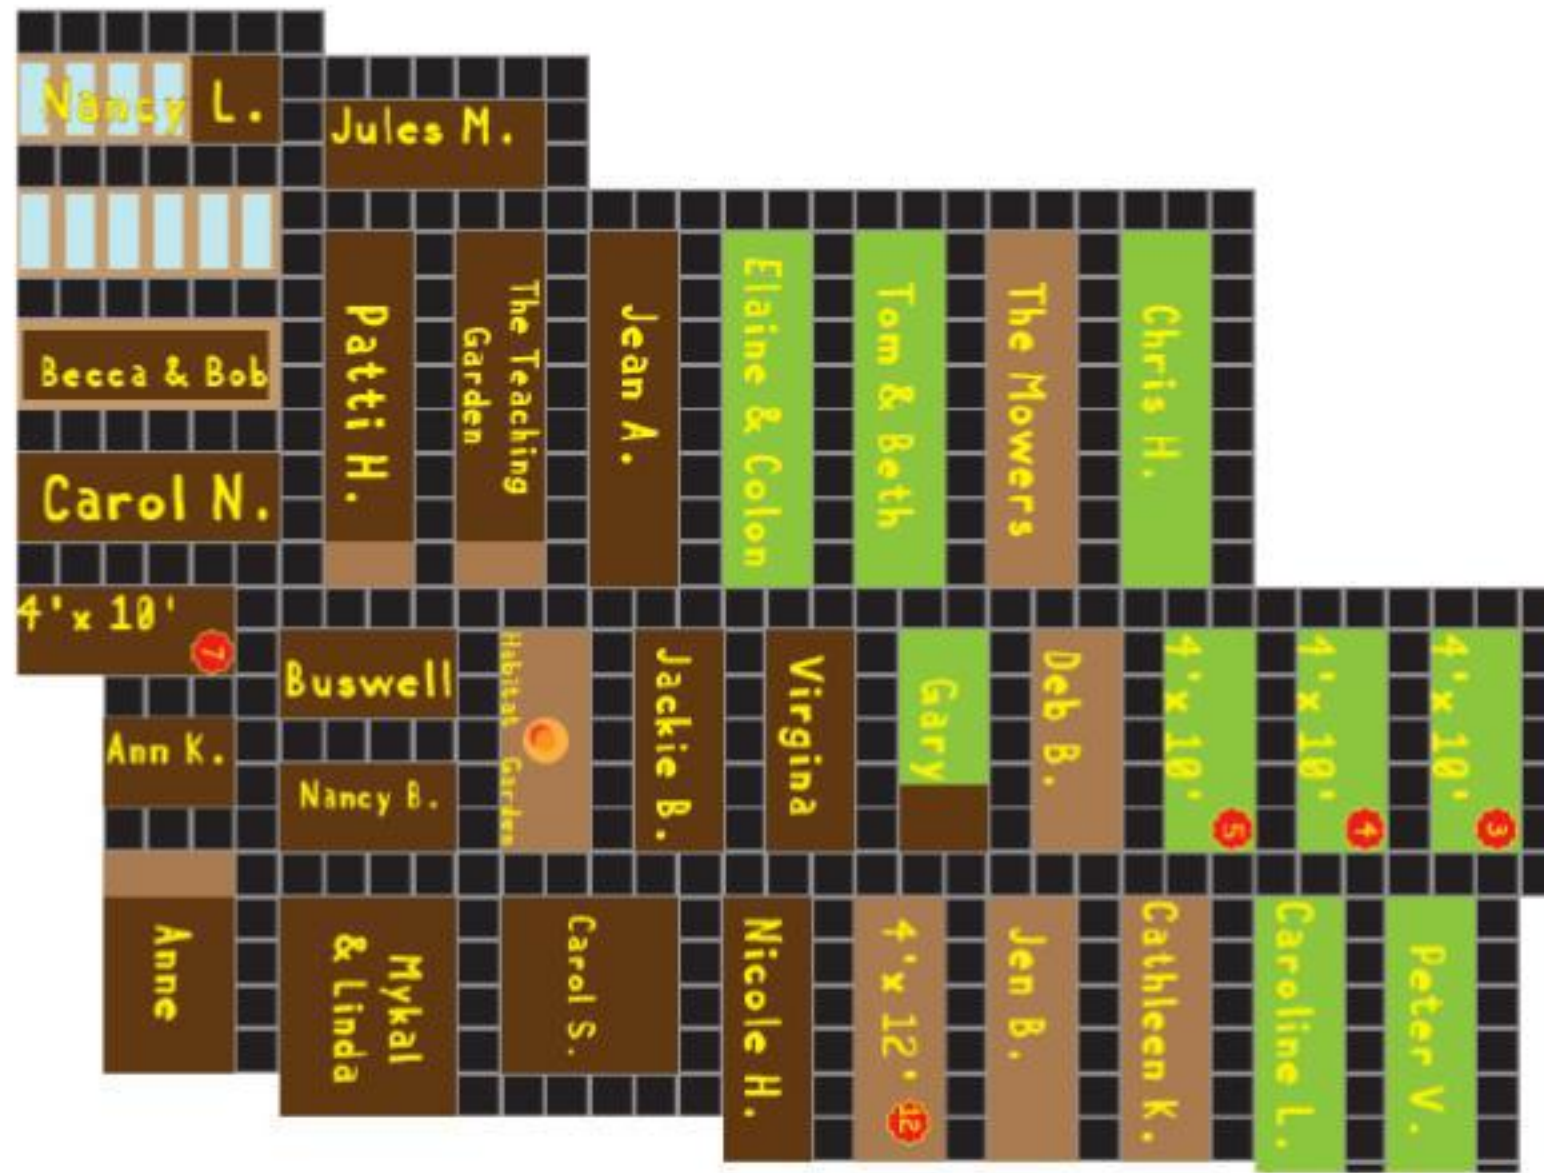 Nancy L.
Jules M.
Becca & Bob
Carol N.
Patti H.
The Teaching
Garden
Jean A.
Elaine & Colon
Tom & Beth
The Mowers
Chris H.
4'x 10'
7
Buswell
Ann K.
Nancy B.
Habitat Garden
Jackie B.
Virgina
Gary
Deb B.
4'x 10'
5
4'x 10'
4
4'x 10'
3
Anne
Mykal
& Linda
Carol S.
Nicole H.
4'x 12'
12
Jen B.
Cathleen K.
Caroline L.
Peter V.